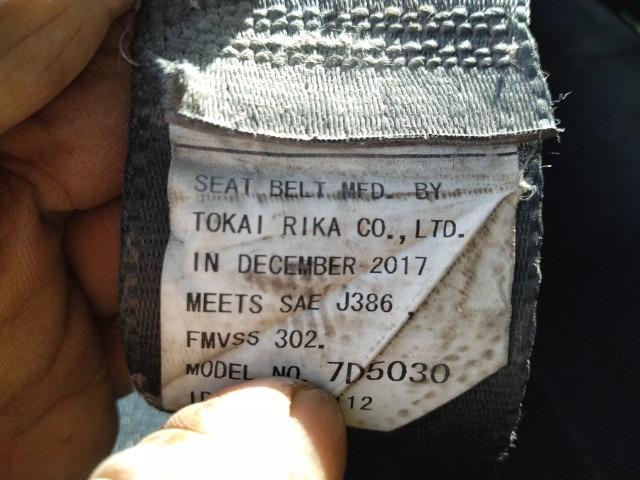 SEAT BELT MFD. BY
TOKAI RIKA CO., LTD.
IN DECEMBER 2017
MEETS SAE J386 ,
FMVSS 302.
MODEL NO. 7D5030
12